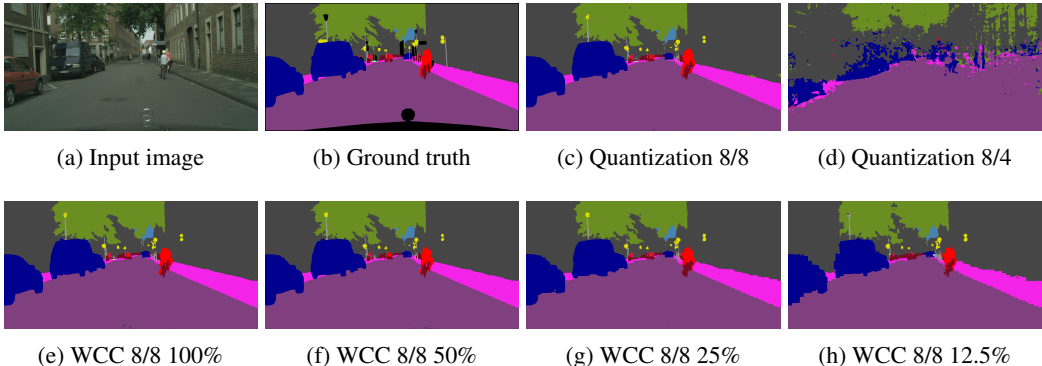 (a) Input image
(b) Ground truth
(c) Quantization 8/8
(d) Quantization 8/4
(e) WCC 8/8 100%
(f) WCC 8/8 50%
(g) WCC 8/8 25%
(h) WCC 8/8 12.5%